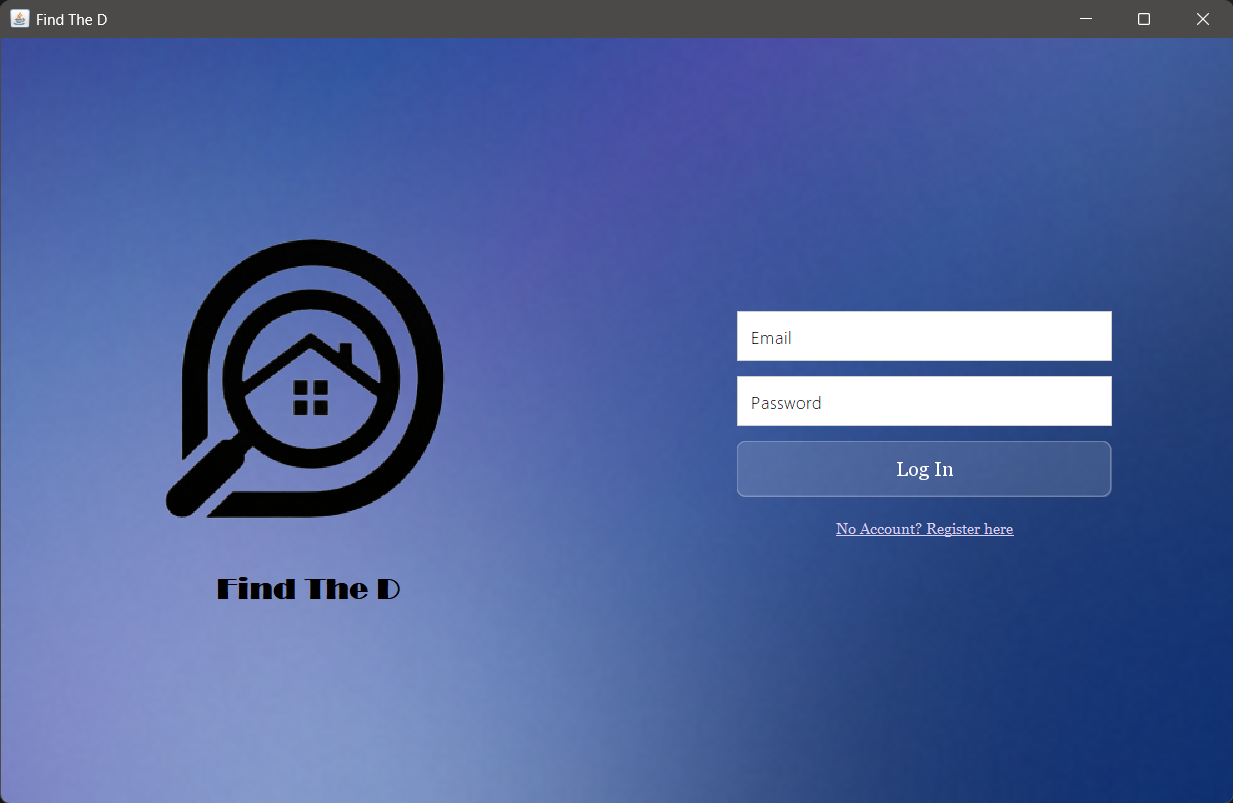 Find The D
Find The D
Email
Password
Log In
No Account? Register here